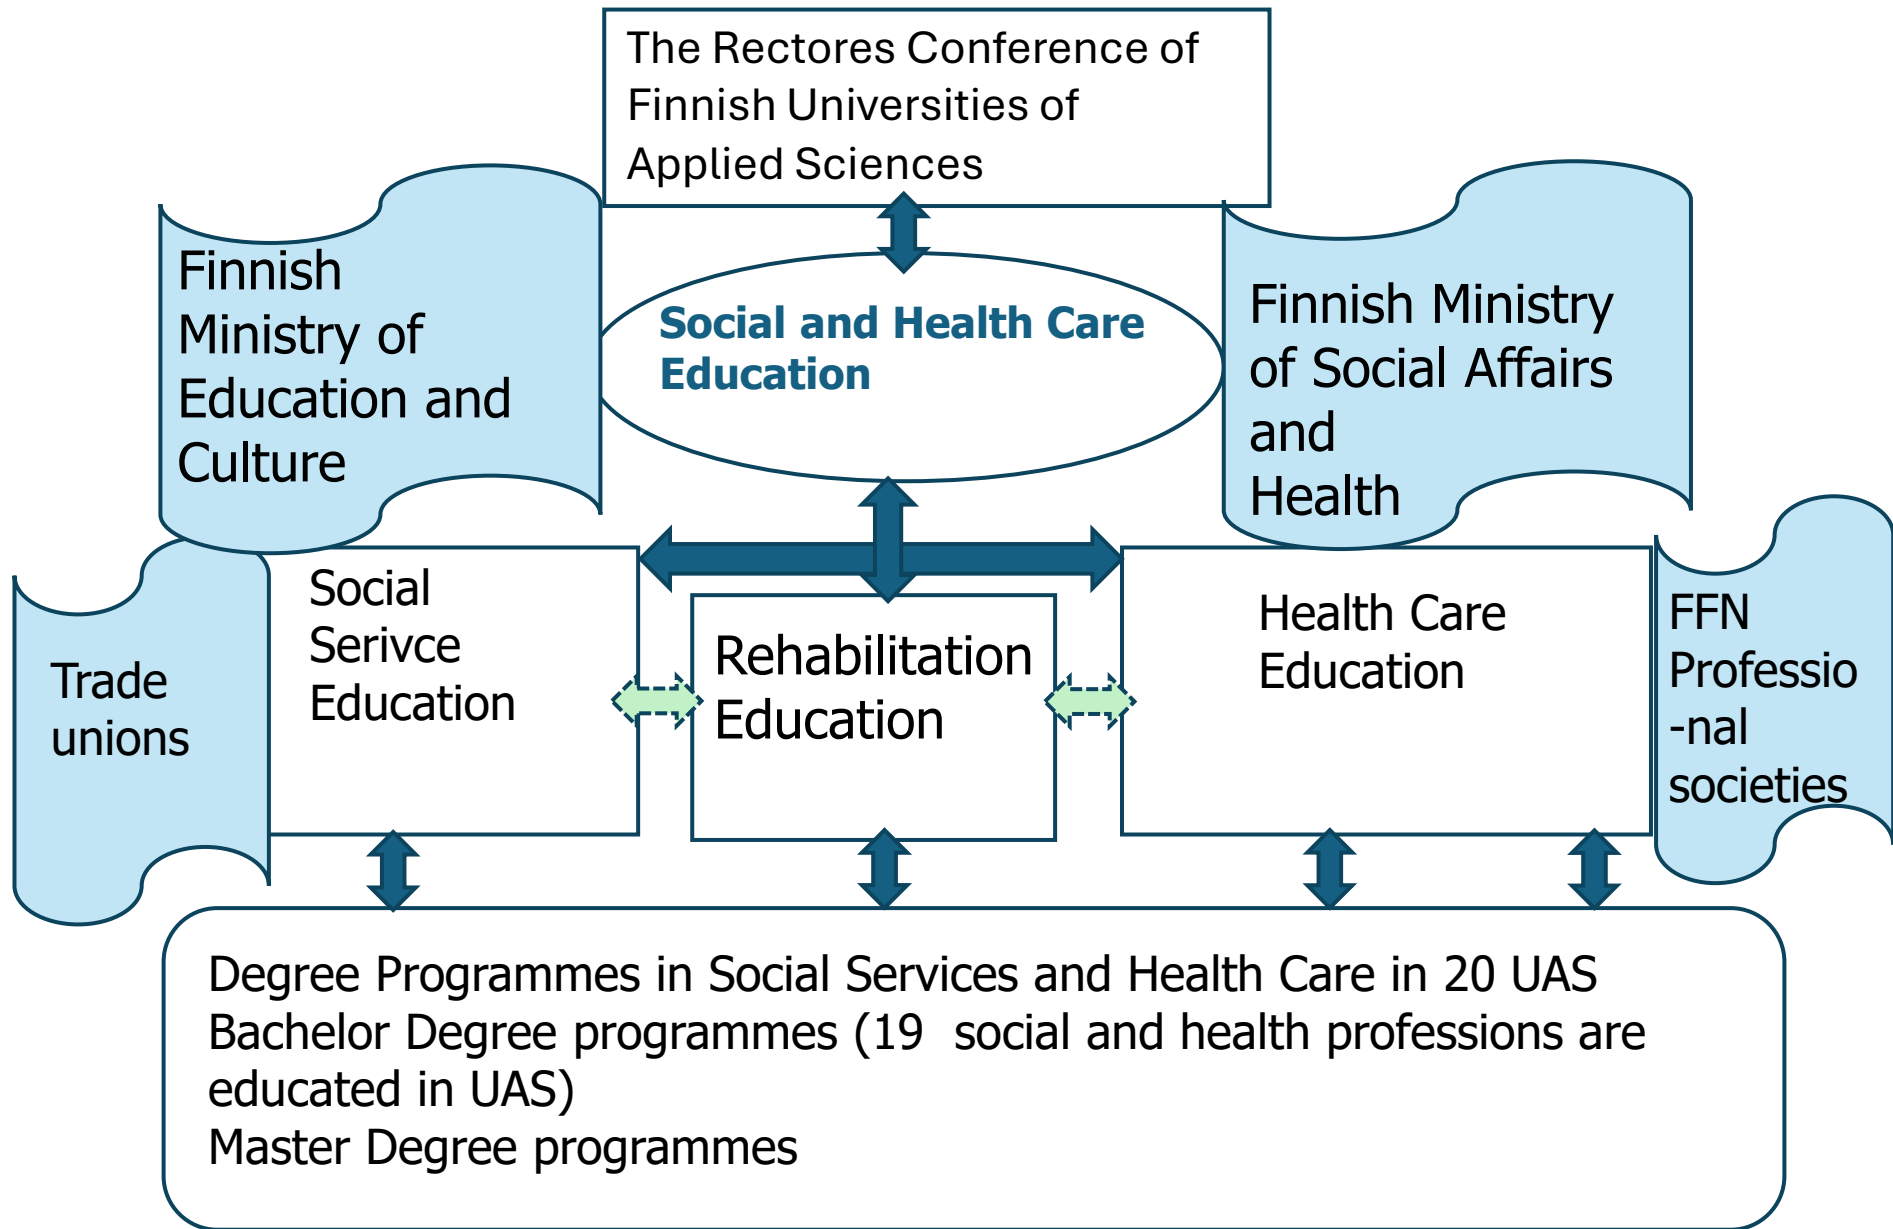 The Rectores Conference of
Finnish Universities of
Applied Sciences
Finnish
Ministry of
Education and
Culture
Social and Health Care
Education
Finnish Ministry
of Social Affairs
and
Health
Trade
unions
Social
Serivce
Education
Rehabilitation
Education
Health Care
Education
FFN
Professio
-nal
societies
Degree Programmes in Social Services and Health Care in 20 UAS
Bachelor Degree programmes (19  social and health professions are
educated in UAS)
Master Degree programmes